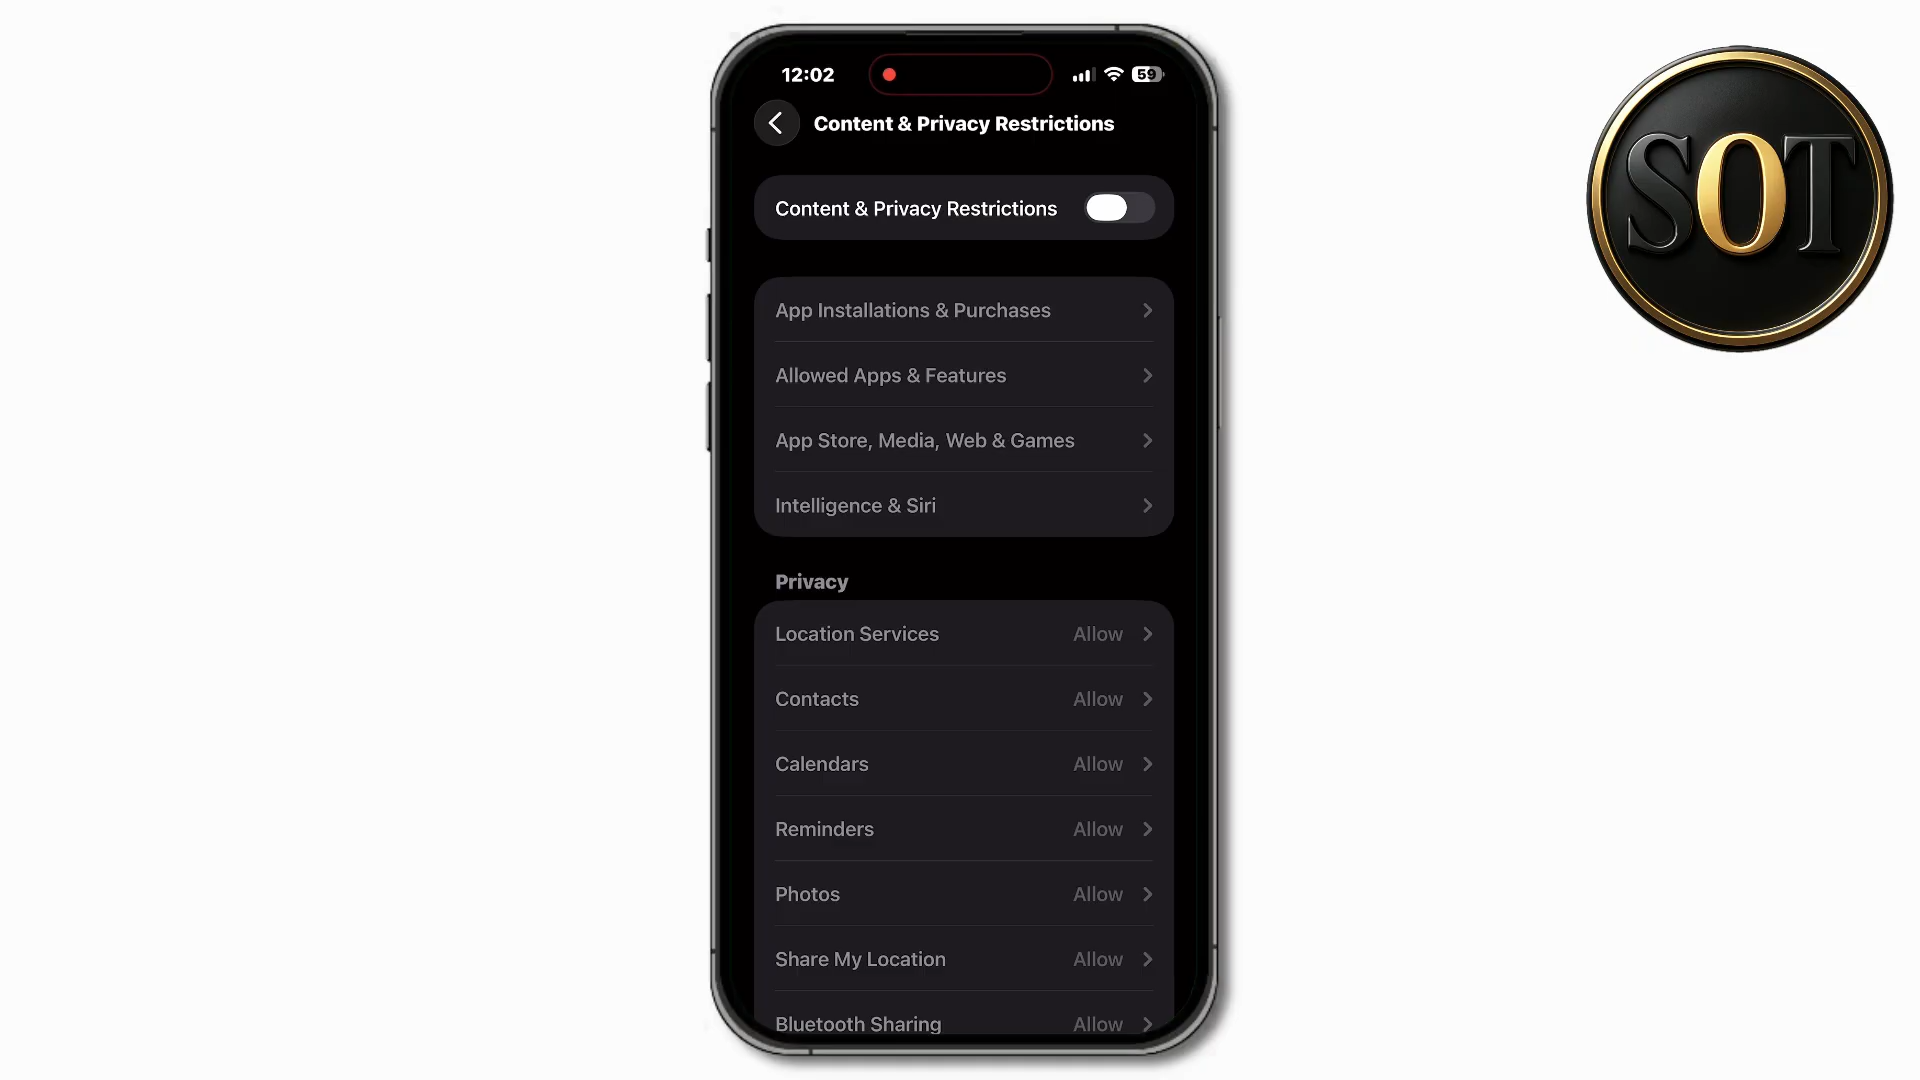 12:02
59
Content & Privacy Restrictions
Content & Privacy Restrictions
App Installations & Purchases
Allowed Apps & Features
App Store, Media, Web & Games
Intelligence & Siri
Privacy
Location Services Allow
Contacts Allow
Calendars Allow
Reminders Allow
Photos Allow
Share My Location Allow
Bluetooth Sharing Allow
SOT